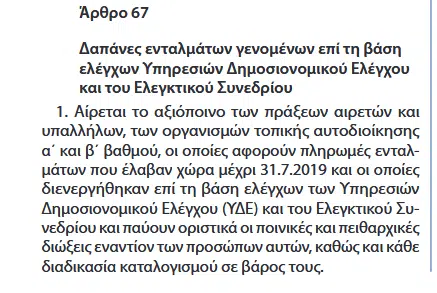 Άρθρο 67
Δαπάνες ενταλμάτων γενομένων επί τη βάση
ελέγχων Υπηρεσιών Δημοσιονομικού Ελέγχου
και του Ελεγκτικού Συνεδρίου
1. Αίρεται το αξιόποινο των πράξεων αιρετών και
υπαλλήλων, των οργανισμών τοπικής αυτοδιοίκησης
α΄ και β΄ βαθμού, οι οποίες αφορούν πληρωμές ενταλ-
μάτων που έλαβαν χώρα μέχρι 31.7.2019 και οι οποίες
διενεργήθηκαν επί τη βάση ελέγχων των Υπηρεσιών
Δημοσιονομικού Ελέγχου (ΥΔΕ) και του Ελεγκτικού Συ-
νεδρίου και παύουν οριστικά οι ποινικές και πειθαρχικές
διώξεις εναντίον των προσώπων αυτών, καθώς και κάθε
διαδικασία καταλογισμού σε βάρος τους.